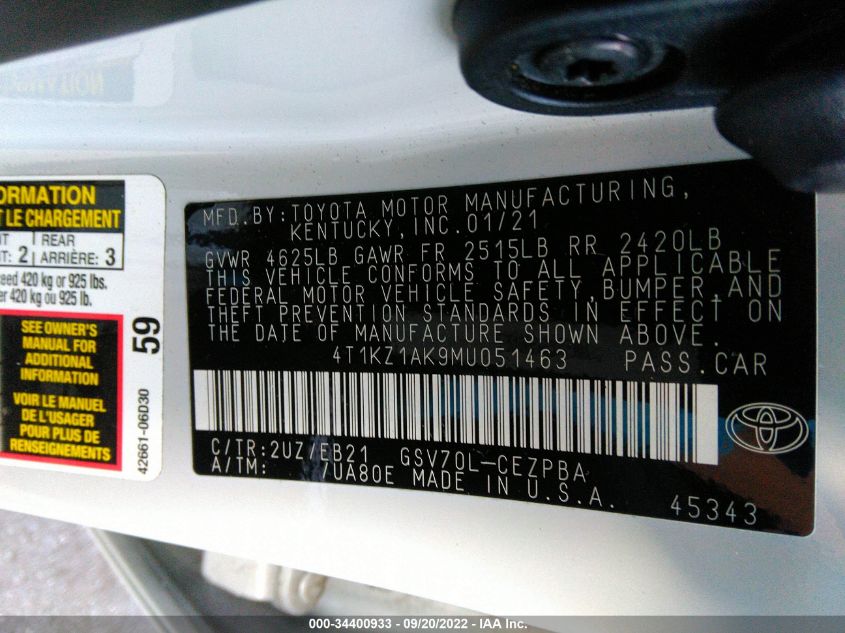 ORMATION
T LE CHARGEMENT
NT REAR
NT: 2 ARRIÈRE: 3
eed 420 kg or 925 lbs.
er 420 kg ou 925 lb.
SEE OWNER'S
MANUAL FOR
ADDITIONAL
INFORMATION
VOIR LE MANUEL
DE L'USAGER
POUR PLUS DE
RENSEIGNEMENTS
59
42661-06D30
MFD.BY:TOYOTA MOTOR MANUFACTURING,
KENTUCKY,INC.01/21
GVWR 4625LB GAWR FR 2515LB RR 2420LB
THIS VEHICLE CONFORMS TO ALL APPLICABLE
FEDERAL MOTOR VEHICLE SAFETY,BUMPER,AND
THEFT PREVENTION STANDARDS IN EFFECT ON
THE DATE OF MANUFACTURE SHOWN ABOVE.
4T1KZ1AK9MU051463 PASS.CAR
C/TR:2UZ/EB21 GSV70L-CEZPBA
A/TM: /UA80E MADE IN U.S.A.
45343
000-34400933 - 09/20/2022 - IAA Inc.